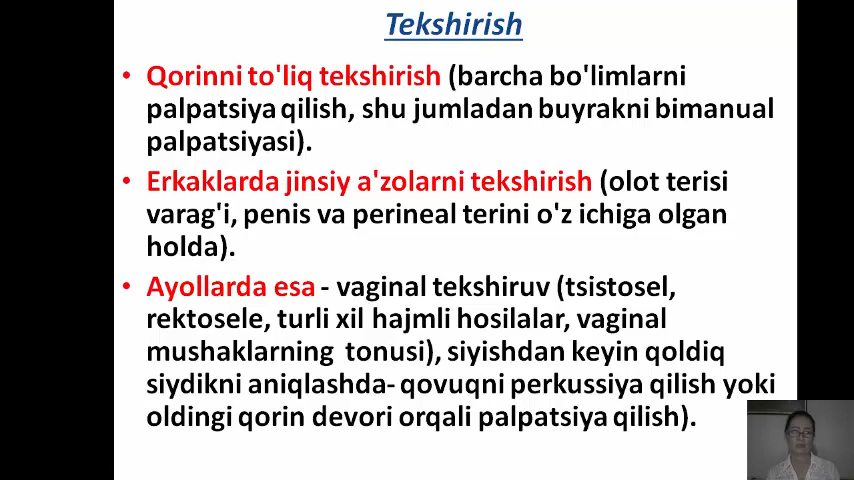 Tekshirish
• Qorinni to'liq tekshirish (barcha bo'limlarni
palpatsiya qilish, shu jumladan buyrakni bimanual
palpatsiyasi).
• Erkaklarda jinsiy a'zolarni tekshirish (olot terisi
varag'i, penis va perineal terini o'z ichiga olgan
holda).
• Ayollarda esa - vaginal tekshiruv (tsistosel,
rektosele, turli xil hajmli hosilalar, vaginal
mushaklarning tonusi), siyishdan keyin qoldiq
siydikni aniqlashda- qovuqni perkussiya qilish yoki
oldingi qorin devori orqali palpatsiya qilish).